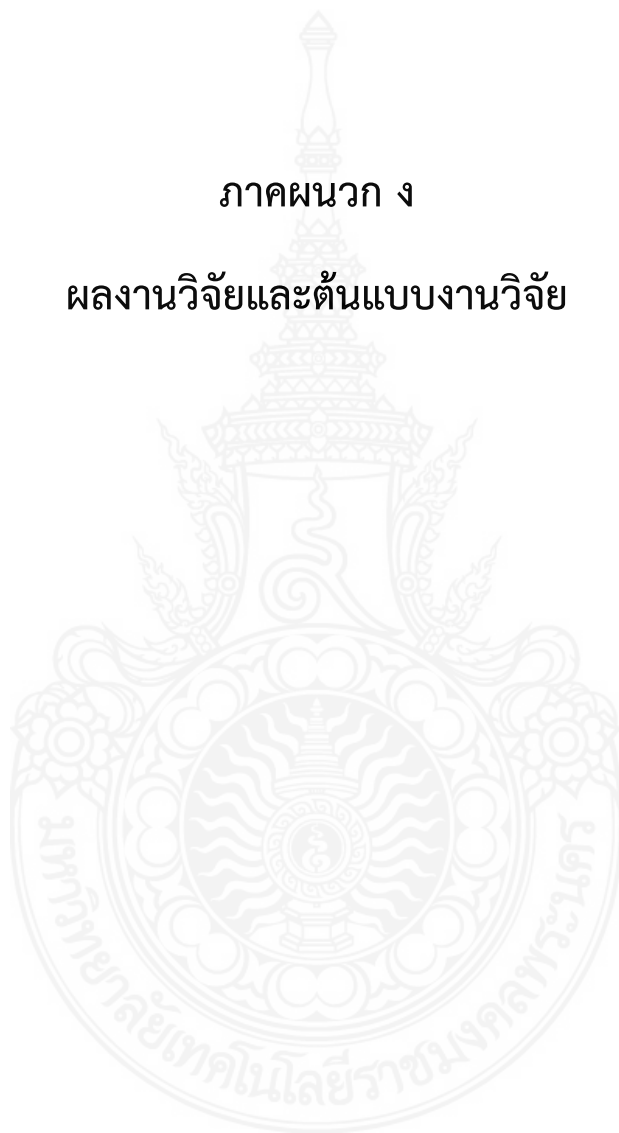 ภาคผนวก ง
ผลงานวิจัยและต้นแบบงานวิจัย
มหาวิทยาลัยเทคโนโลยีราชมงคลพระนคร